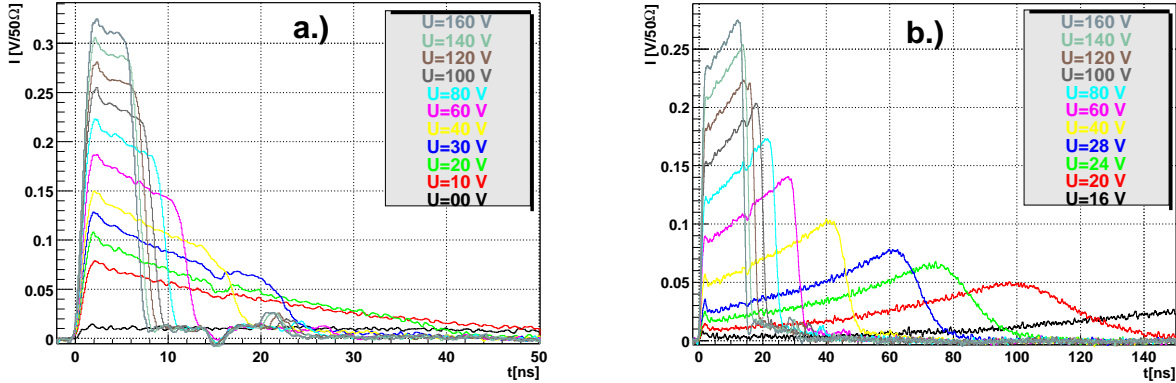 a.)
I [V/50Ω]
0.3
0.25
0.2
0.15
0.1
0.05
0
0
10
20
30
40
50
t[ns]
U=160 V
U=140 V
U=120 V
U=100 V
U=80 V
U=60 V
U=40 V
U=30 V
U=20 V
U=10 V
U=00 V
b.)
I [V/50Ω]
0.25
0.2
0.15
0.1
0.05
0
0
20
40
60
80
100
120
140
t[ns]
U=160 V
U=140 V
U=120 V
U=100 V
U=80 V
U=60 V
U=40 V
U=28 V
U=24 V
U=20 V
U=16 V